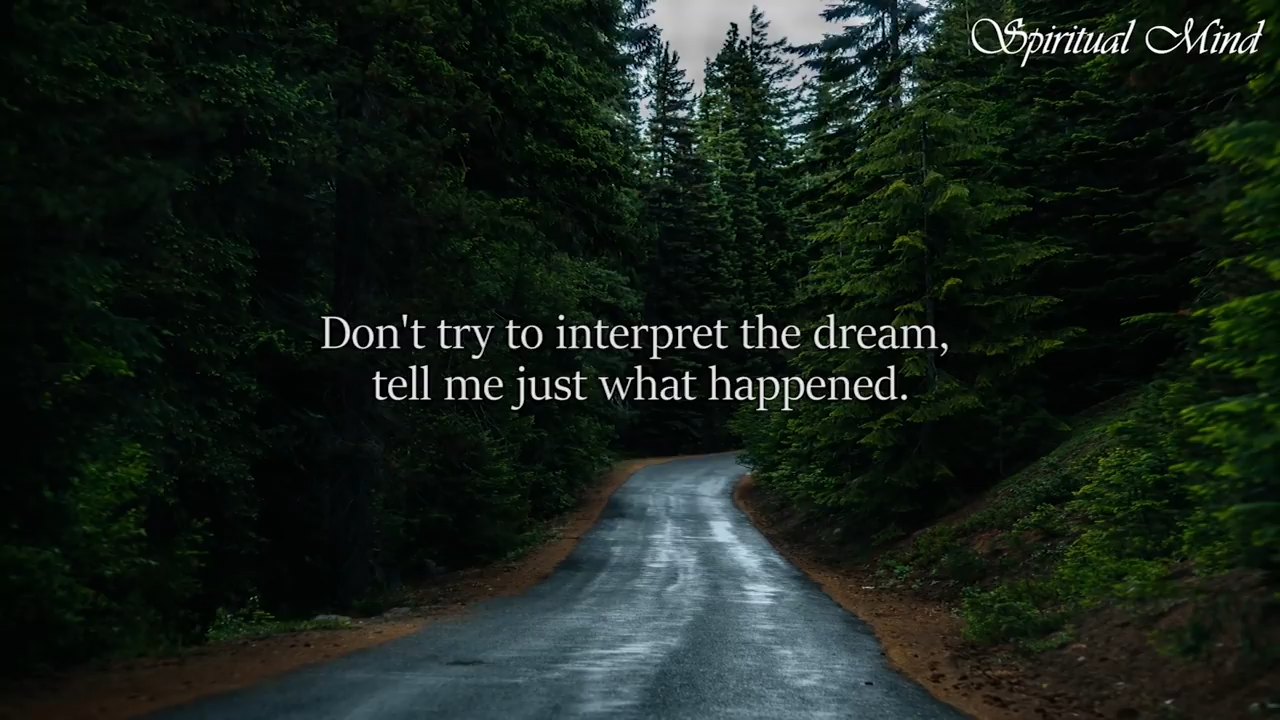 Spiritual Mind
Don't try to interpret the dream,
tell me just what happened.